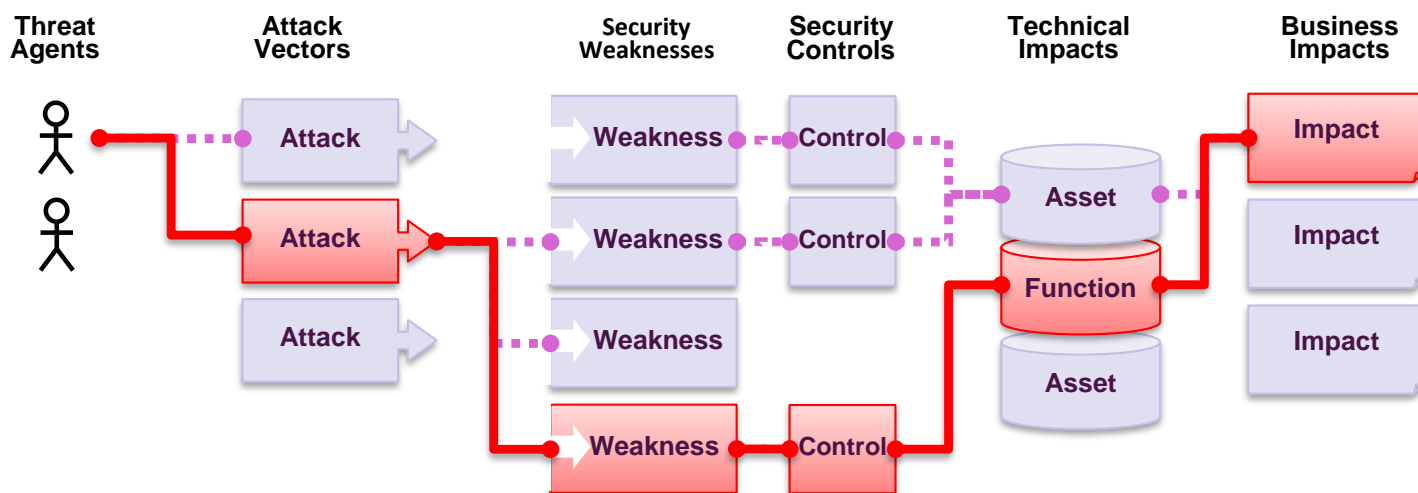 Threat
Agents
Attack
Vectors
Security
Weaknesses
Security
Controls
Technical
Impacts
Business
Impacts
Attack
Weakness
Control
Impact
Asset
Attack
Weakness
Control
Impact
Function
Attack
Weakness
Impact
Asset
Weakness
Control